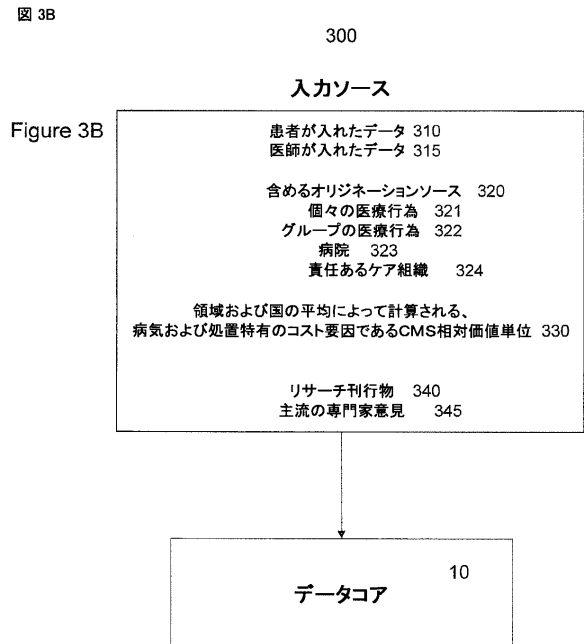 図 3B
300
入力ソース
Figure 3B
患者が入れたデータ 310
医師が入れたデータ 315
含めるオリジネーションソース 320
個々の医療行為 321
グループの医療行為 322
病院 323
責任あるケア組織 324
領域および国の平均によって計算される、
病気および処置特有のコスト要因であるCMS相対価値単位 330
リサーチ刊行物 340
主流の専門家意見 345
10
データコア